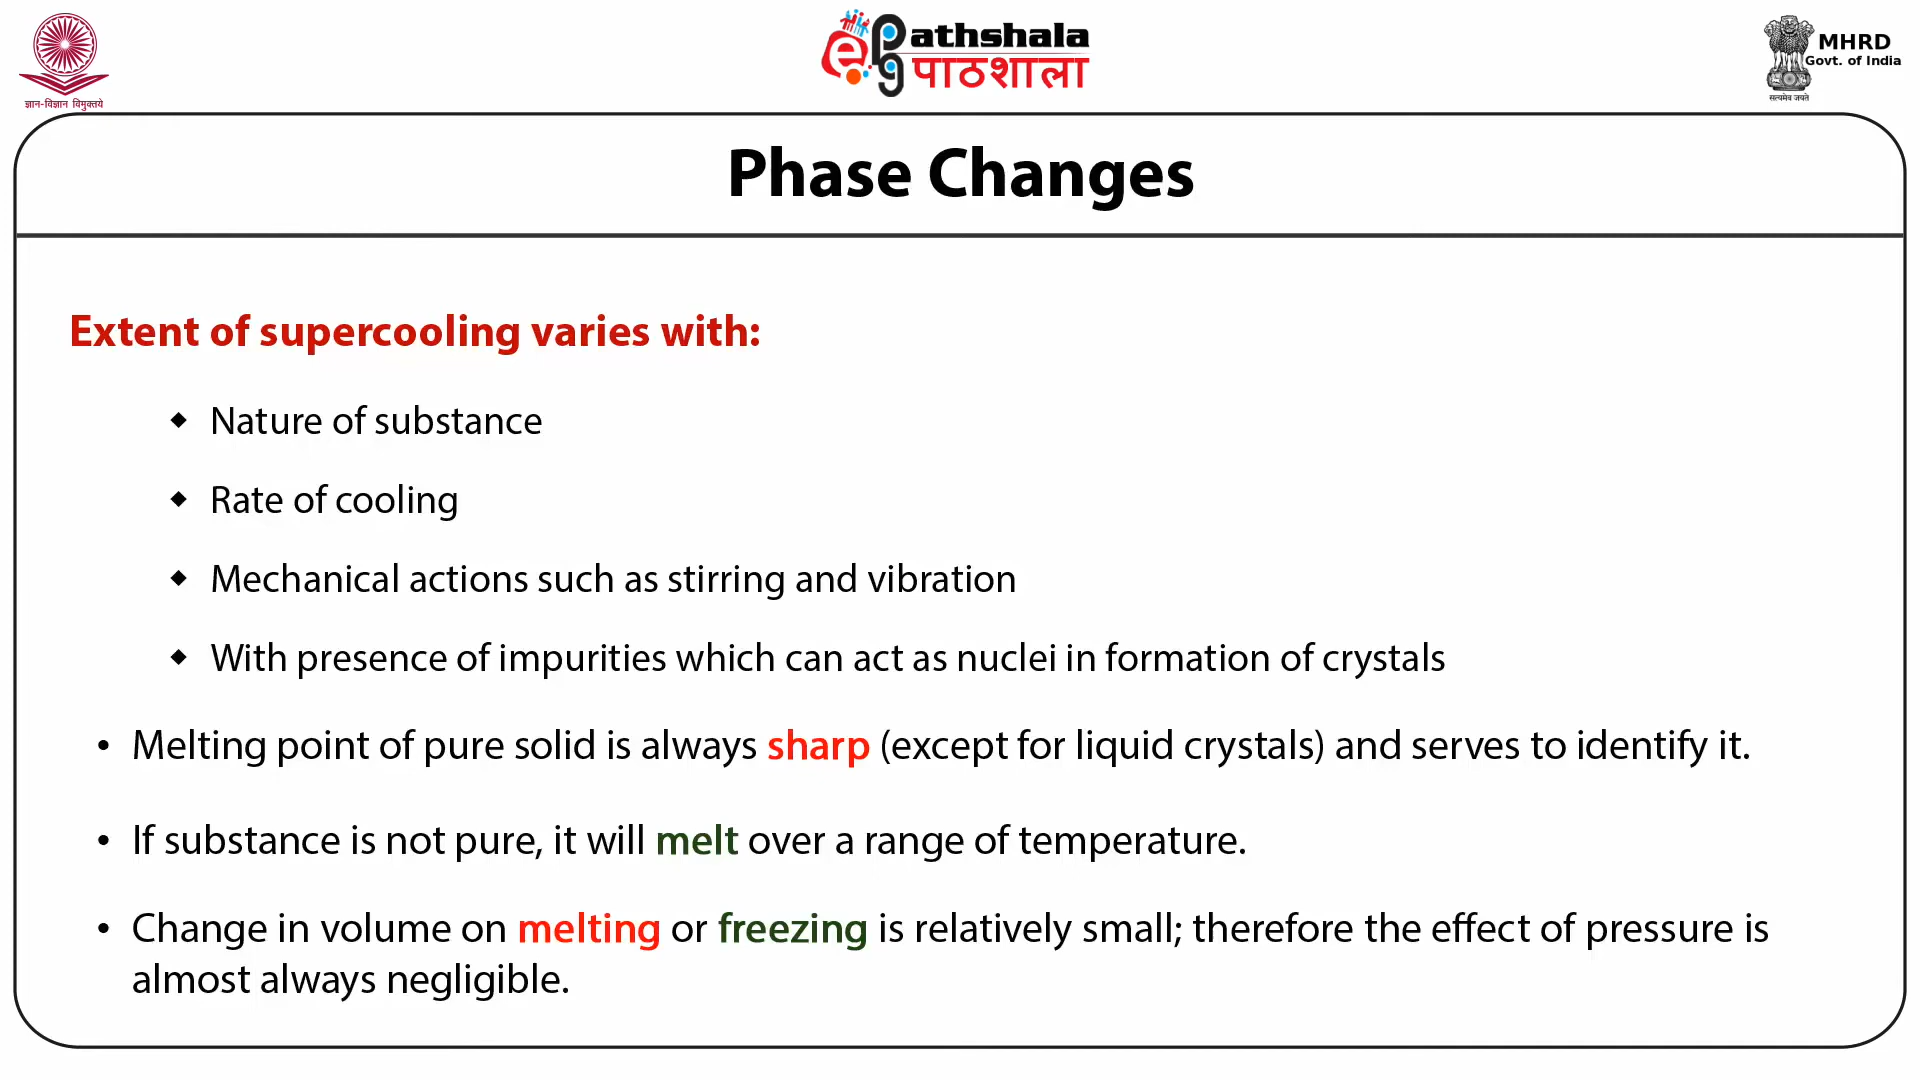 ज्ञान-विज्ञान विमुक्तये
ePG athshala
पाठशाला
MHRD
Govt. of India
सत्यमेव जयते
Phase Changes
Extent of supercooling varies with:
◆ Nature of substance
◆ Rate of cooling
◆ Mechanical actions such as stirring and vibration
◆ With presence of impurities which can act as nuclei in formation of crystals
• Melting point of pure solid is always sharp (except for liquid crystals) and serves to identify it.
• If substance is not pure, it will melt over a range of temperature.
• Change in volume on melting or freezing is relatively small; therefore the effect of pressure is
almost always negligible.